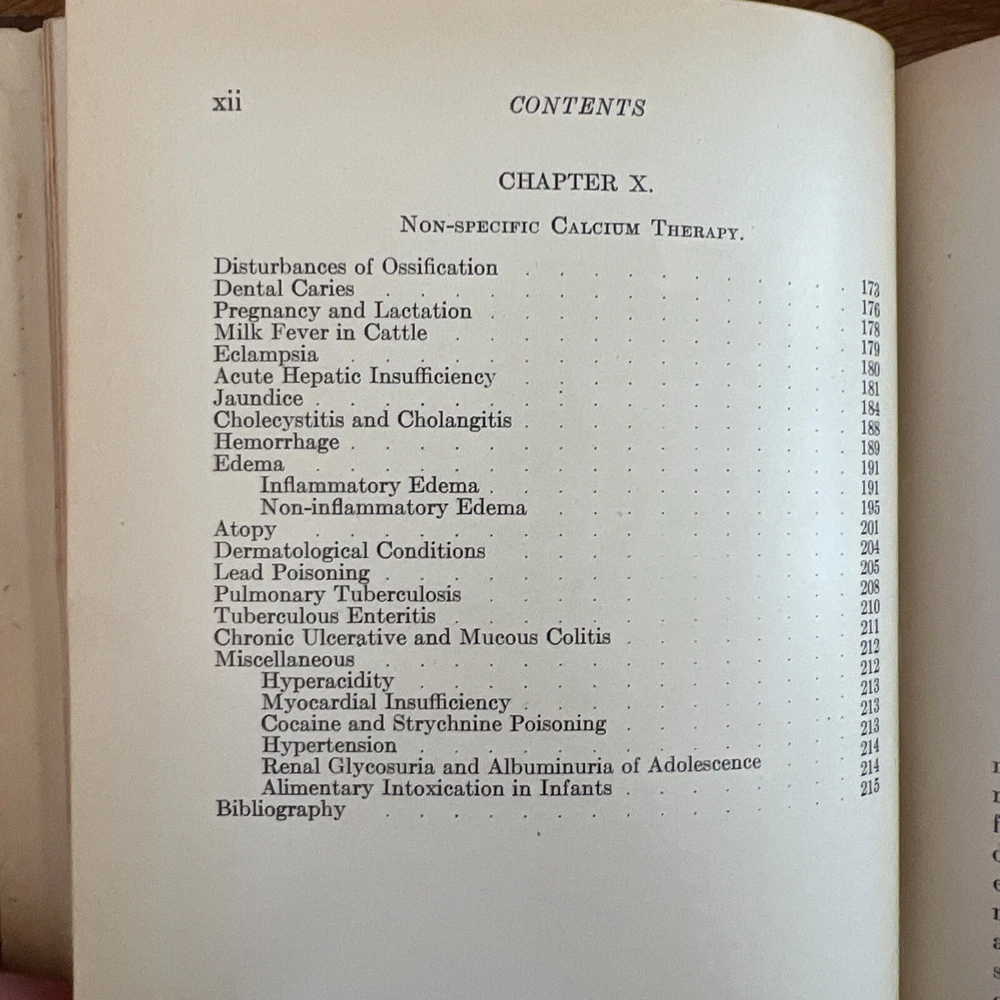 xii CONTENTS
CHAPTER X.
NON-SPECIFIC CALCIUM THERAPY.
Disturbances of Ossification . . . . . . . . . . 173
Dental Caries . . . . . . . . . . . . . . 176
Pregnancy and Lactation . . . . . . . . . . . 178
Milk Fever in Cattle . . . . . . . . . . . . 179
Eclampsia . . . . . . . . . . . . . . . 180
Acute Hepatic Insufficiency . . . . . . . . . . 181
Jaundice . . . . . . . . . . . . . . . 184
Cholecystitis and Cholangitis . . . . . . . . . . 188
Hemorrhage . . . . . . . . . . . . . . 189
Edema . . . . . . . . . . . . . . . 191
Inflammatory Edema . . . . . . . . . . . 191
Non-inflammatory Edema . . . . . . . . . 195
Atopy . . . . . . . . . . . . . . . 201
Dermatological Conditions . . . . . . . . . . 204
Lead Poisoning . . . . . . . . . . . . . 205
Pulmonary Tuberculosis . . . . . . . . . . . 208
Tuberculous Enteritis . . . . . . . . . . . . 210
Chronic Ulcerative and Mucous Colitis . . . . . . . 211
Miscellaneous . . . . . . . . . . . . . . 212
Hyperacidity . . . . . . . . . . . . . 212
Myocardial Insufficiency . . . . . . . . . . 213
Cocaine and Strychnine Poisoning . . . . . . . 213
Hypertension . . . . . . . . . . . . . 213
Renal Glycosuria and Albuminuria of Adolescence . . . 214
Alimentary Intoxication in Infants . . . . . . . 214
Bibliography . . . . . . . . . . . . . . 215